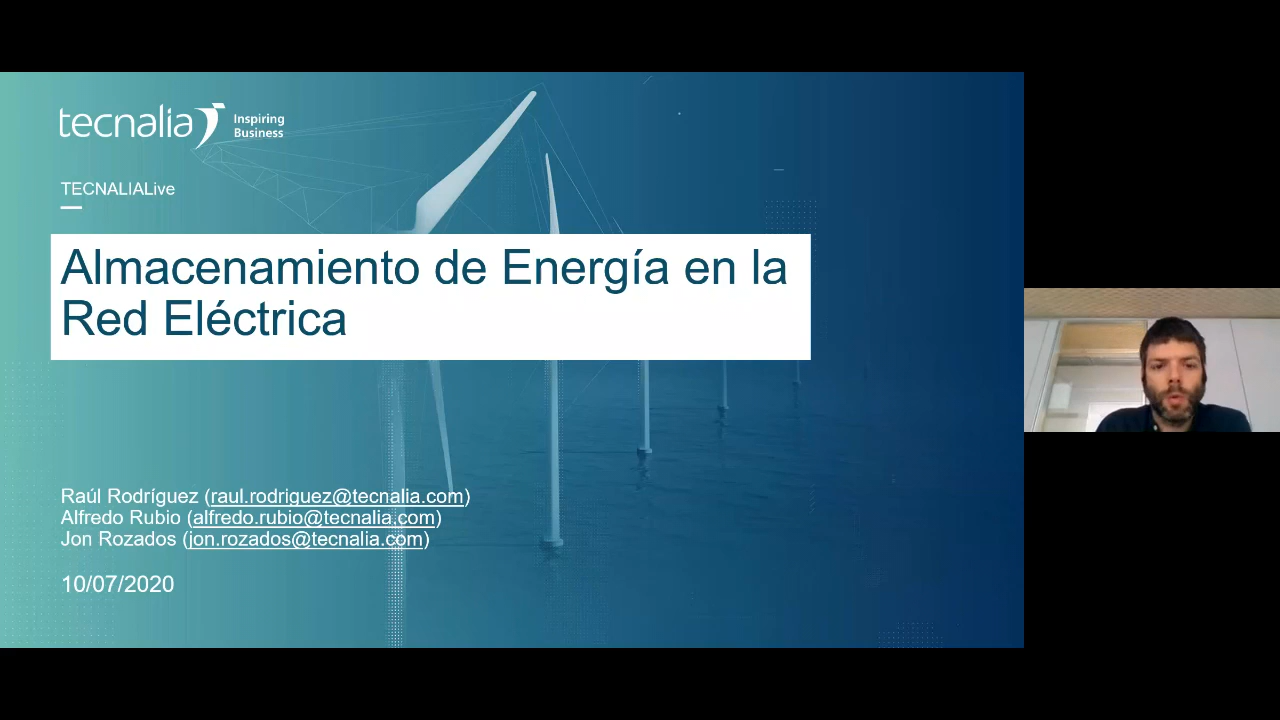 tecnalia Inspiring
Business
TECNALIALive
Almacenamiento de Energía en la
Red Eléctrica
Raúl Rodríguez (raul.rodriguez@tecnalia.com)
Alfredo Rubio (alfredo.rubio@tecnalia.com)
Jon Rozados (jon.rozados@tecnalia.com)
10/07/2020